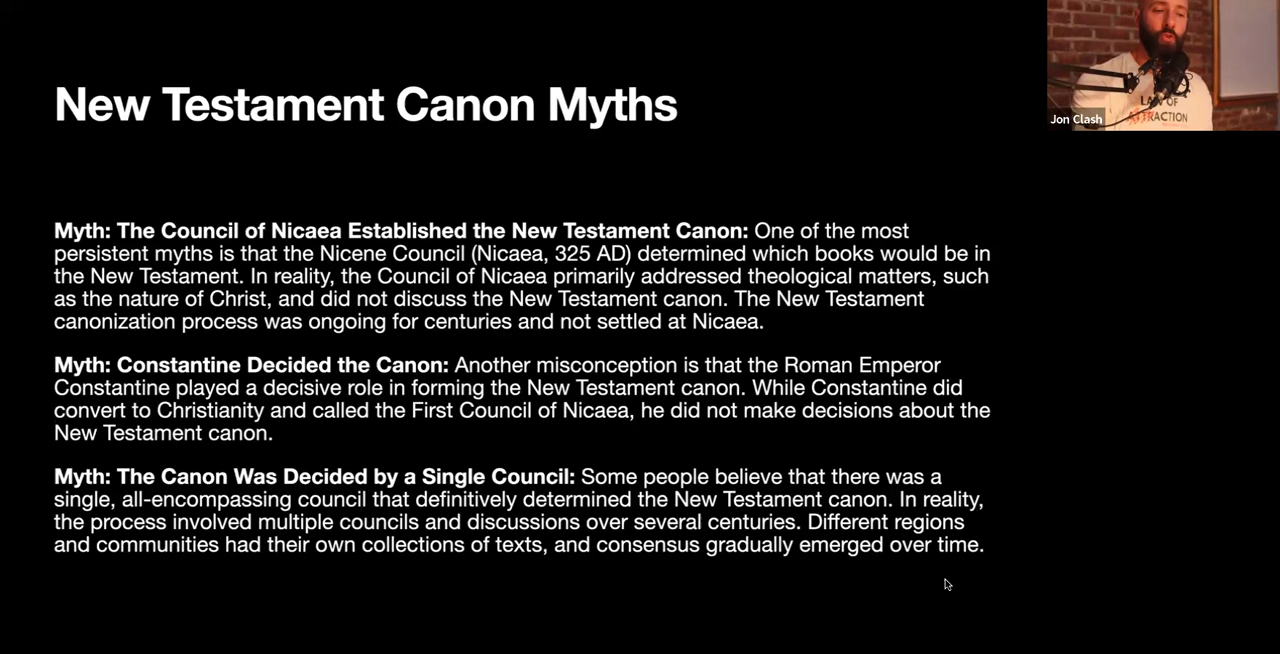 New Testament Canon Myths
Jon Clash
LAW OF
ATTRACTION
Myth: The Council of Nicaea Established the New Testament Canon: One of the most
persistent myths is that the Nicene Council (Nicaea, 325 AD) determined which books would be in
the New Testament. In reality, the Council of Nicaea primarily addressed theological matters, such
as the nature of Christ, and did not discuss the New Testament canon. The New Testament
canonization process was ongoing for centuries and not settled at Nicaea.
Myth: Constantine Decided the Canon: Another misconception is that the Roman Emperor
Constantine played a decisive role in forming the New Testament canon. While Constantine did
convert to Christianity and called the First Council of Nicaea, he did not make decisions about the
New Testament canon.
Myth: The Canon Was Decided by a Single Council: Some people believe that there was a
single, all-encompassing council that definitively determined the New Testament canon. In reality,
the process involved multiple councils and discussions over several centuries. Different regions
and communities had their own collections of texts, and consensus gradually emerged over time.